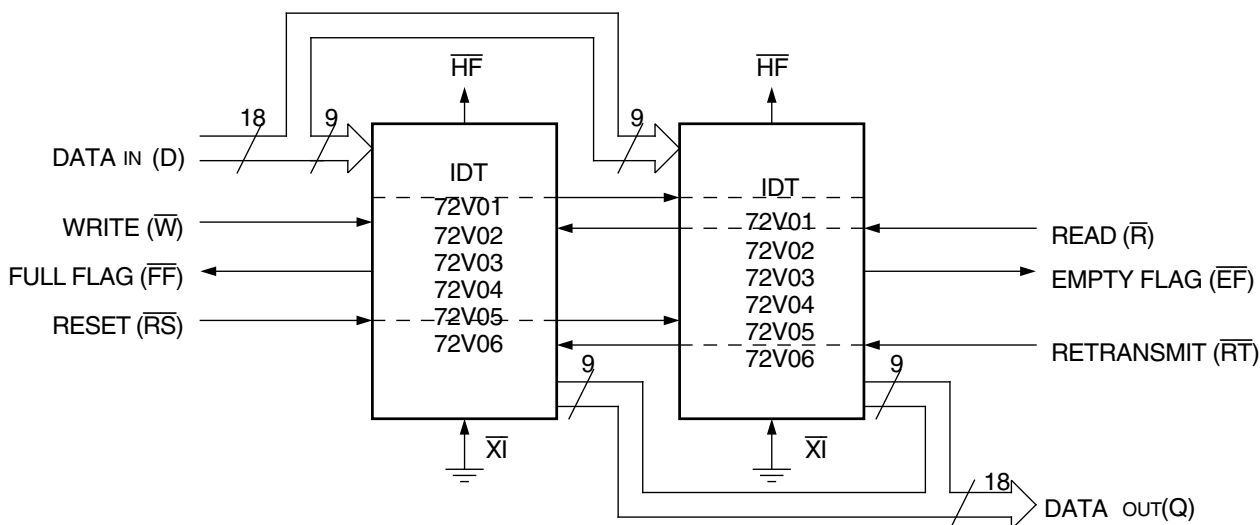 HF HF
18 9 9
DATA IN (D)
IDT IDT
72V01 72V01
WRITE (W)
72V02 72V02
READ (R)
72V03 72V03
FULL FLAG (FF)
EMPTY FLAG (EF)
72V04 72V04
RESET (RS)
72V05 72V05
72V06 72V06
RETRANSMIT (RT)
9 9
XI XI
18
DATA OUT(Q)